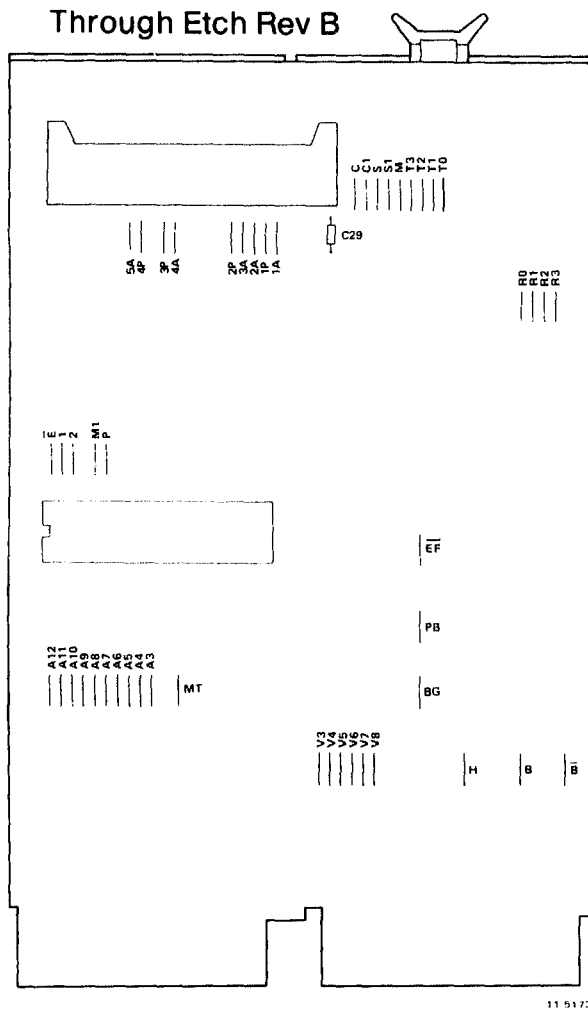 Through Etch Rev B
C
C1
S
S1
M
T3
T2
T1
T0
C29
5A
4P
3P
4A
2P
3A
2A
1P
1A
R0
R1
R2
R3
E̅
1
2
M1
P
E̅F̅
A12
A11
A10
A9
A8
A7
A6
A5
A4
A3
MT
PB
BG
V3
V4
V5
V6
V7
V8
H
B
B̅